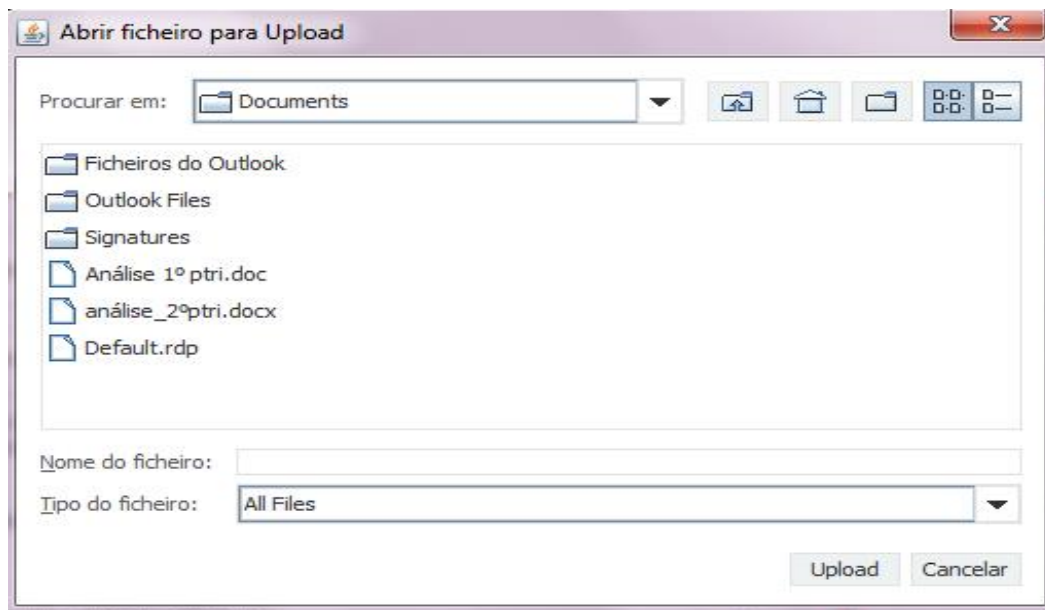 Abrir ficheiro para Upload
Procurar em: Documents
Ficheiros do Outlook
Outlook Files
Signatures
Análise 1º ptri.doc
análise_2ºptri.docx
Default.rdp
Nome do ficheiro:
Tipo do ficheiro: All Files
Upload Cancelar